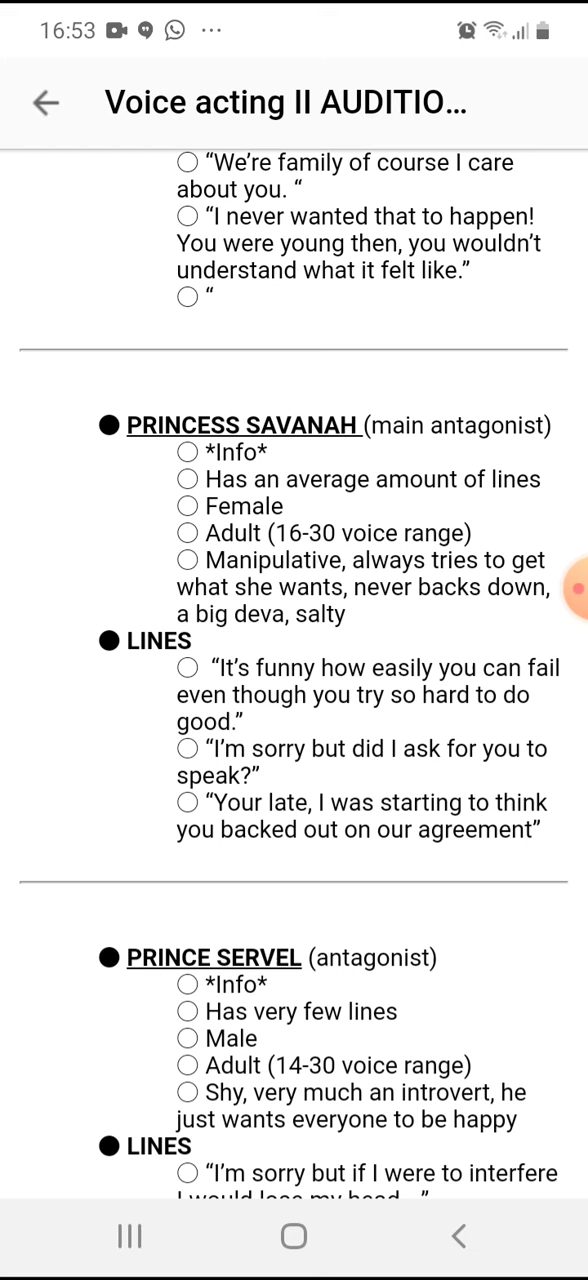 16:53
Voice acting II AUDITIO...
“We’re family of course I care
about you. “
“I never wanted that to happen!
You were young then, you wouldn’t
understand what it felt like.”
“
PRINCESS SAVANAH (main antagonist)
*Info*
Has an average amount of lines
Female
Adult (16-30 voice range)
Manipulative, always tries to get
what she wants, never backs down,
a big deva, salty
LINES
“It’s funny how easily you can fail
even though you try so hard to do
good.”
“I’m sorry but did I ask for you to
speak?”
“Your late, I was starting to think
you backed out on our agreement”
PRINCE SERVEL (antagonist)
*Info*
Has very few lines
Male
Adult (14-30 voice range)
Shy, very much an introvert, he
just wants everyone to be happy
LINES
“I’m sorry but if I were to interfere
I would lose my head...”